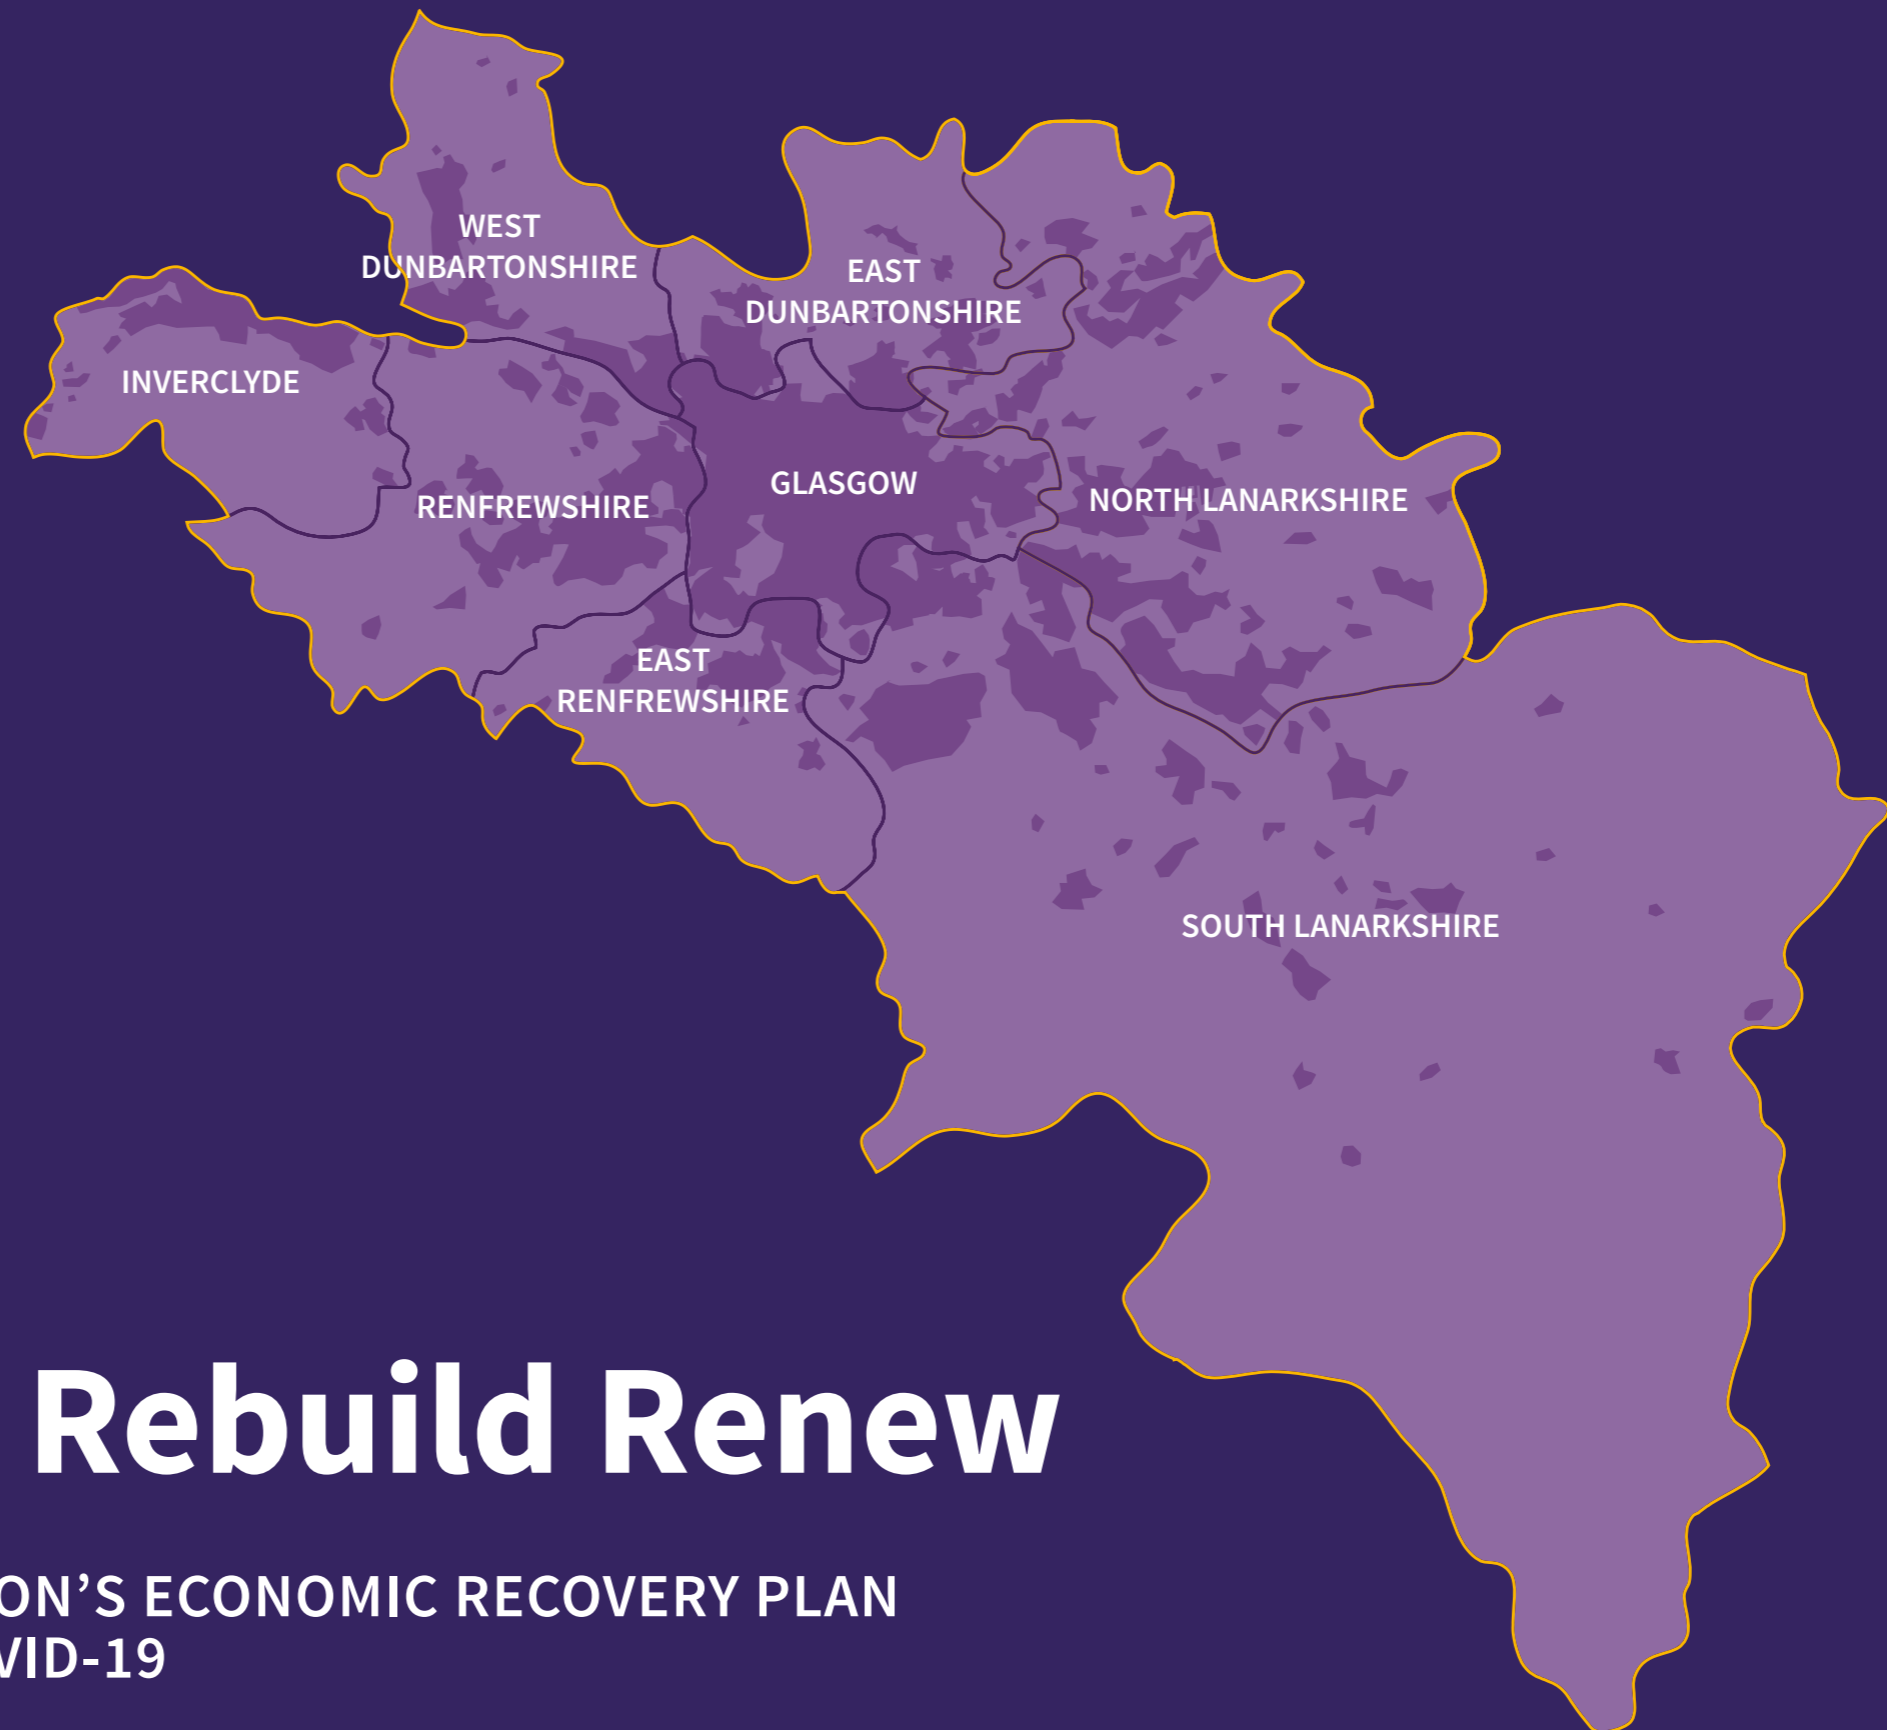 WEST
DUNBARTONSHIRE
EAST
DUNBARTONSHIRE
INVERCLYDE
RENFREWSHIRE
GLASGOW
NORTH LANARKSHIRE
EAST
RENFREWSHIRE
SOUTH LANARKSHIRE
Rebuild Renew
ON’S ECONOMIC RECOVERY PLAN
VID-19